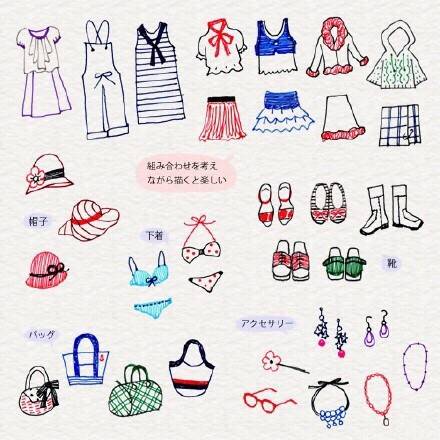 組み合わせを考え
ながら描くと楽しい
帽子
下着
靴
バッグ
アクセサリー